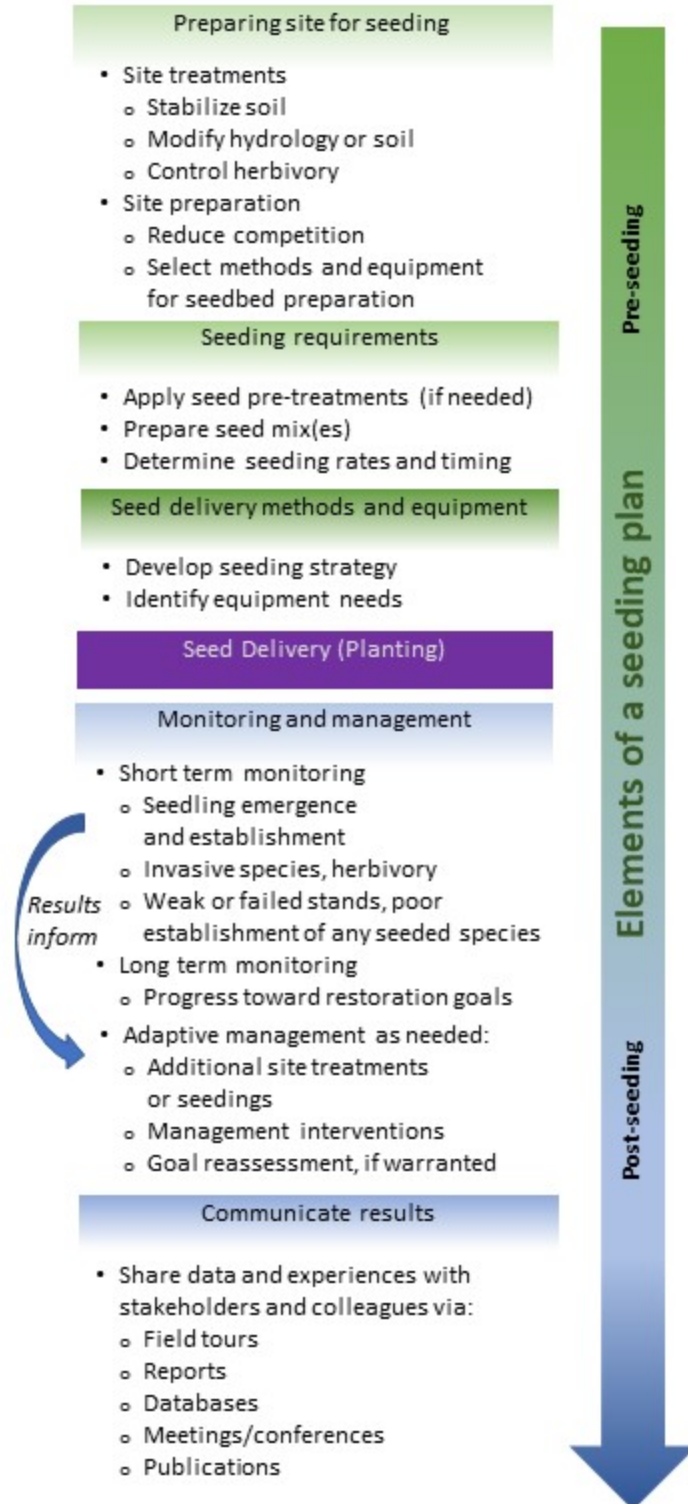 Preparing site for seeding
• Site treatments
o Stabilize soil
o Modify hydrology or soil
o Control herbivory
• Site preparation
o Reduce competition
o Select methods and equipment
for seedbed preparation
Seeding requirements
• Apply seed pre-treatments (if needed)
• Prepare seed mix(es)
• Determine seeding rates and timing
Seed delivery methods and equipment
• Develop seeding strategy
• Identify equipment needs
Seed Delivery (Planting)
Monitoring and management
• Short term monitoring
o Seedling emergence
and establishment
o Invasive species, herbivory
o Weak or failed stands, poor
establishment of any seeded species
• Long term monitoring
o Progress toward restoration goals
• Adaptive management as needed:
o Additional site treatments
or seedings
o Management interventions
o Goal reassessment, if warranted
Results
inform
Communicate results
• Share data and experiences with
stakeholders and colleagues via:
o Field tours
o Reports
o Databases
o Meetings/conferences
o Publications
Pre-seeding
Elements of a seeding plan
Post-seeding